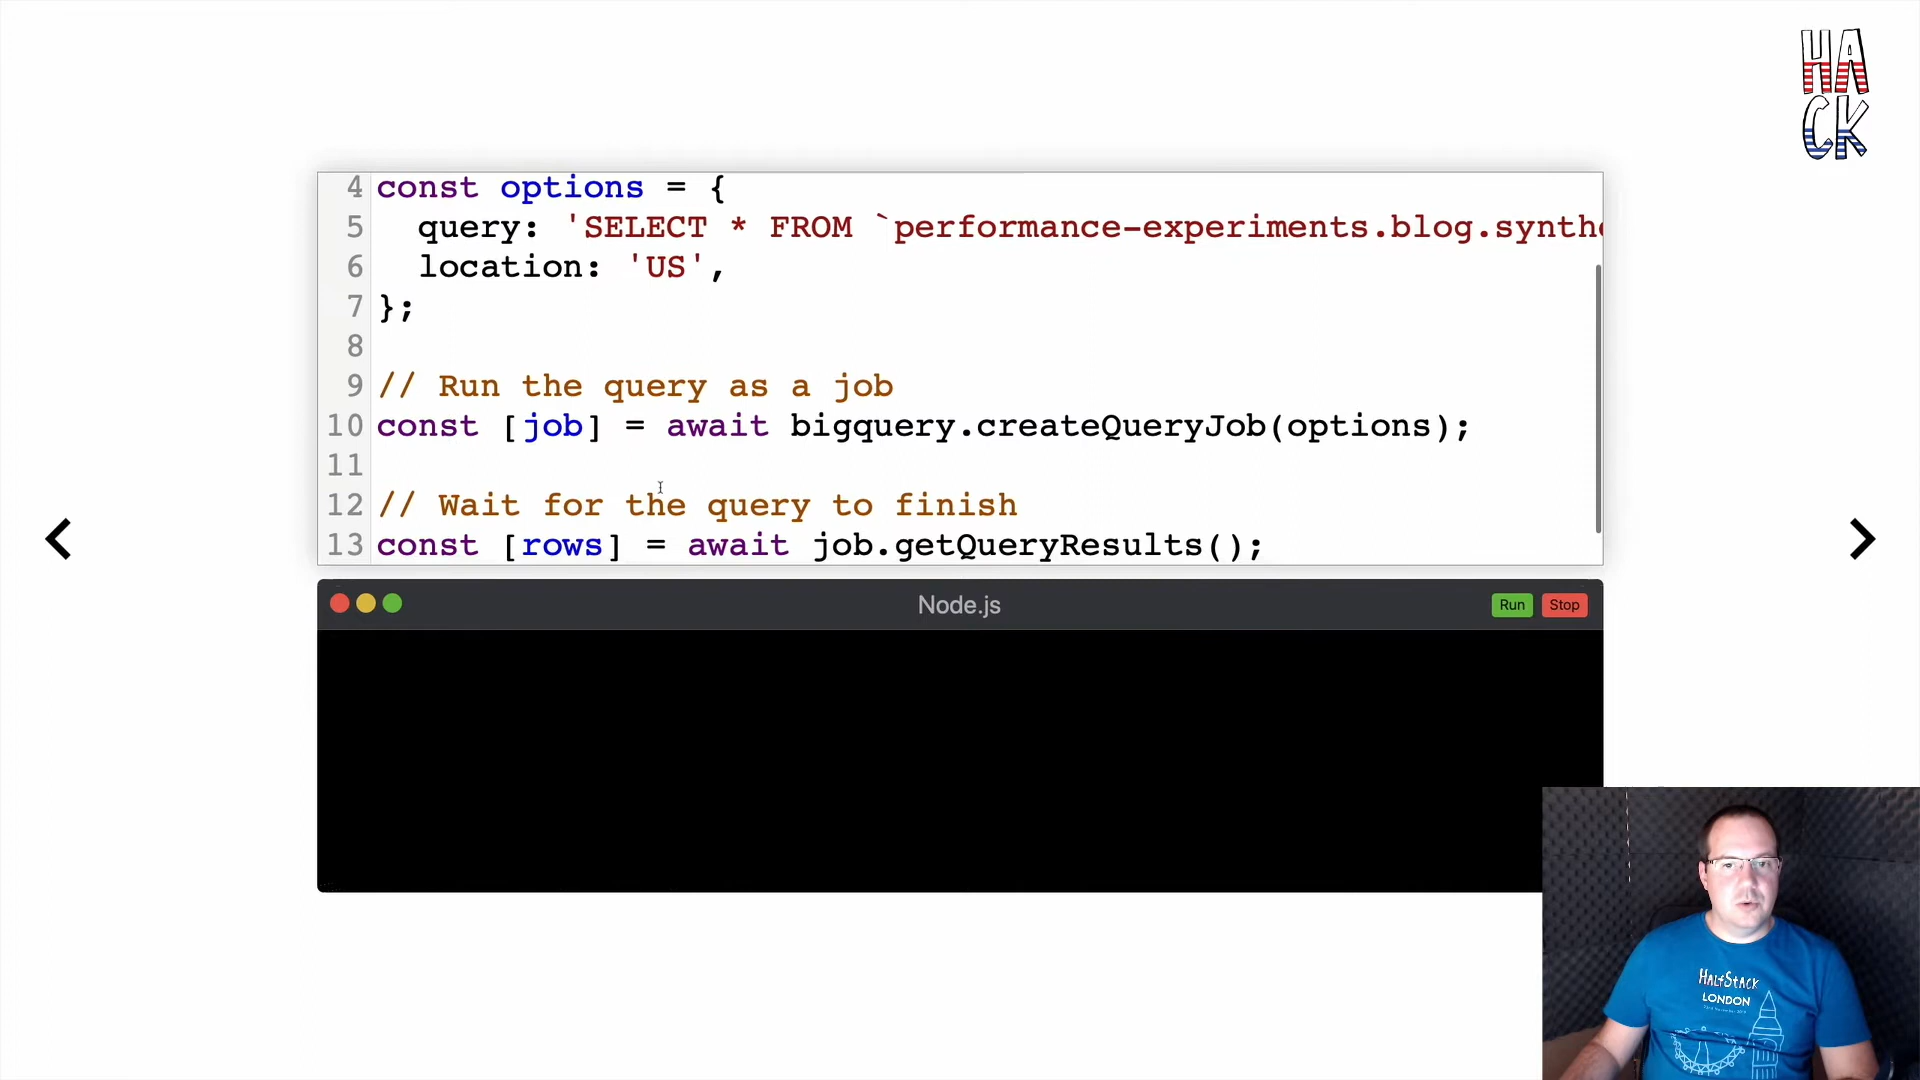 HA
CK
4 const options = {
5 query: 'SELECT * FROM `performance-experiments.blog.synthe
6 location: 'US',
7 };
8
9 // Run the query as a job
10 const [job] = await bigquery.createQueryJob(options);
11
12 // Wait for the query to finish
13 const [rows] = await job.getQueryResults();
Node.js
Run
Stop
HALFSTACK
LONDON